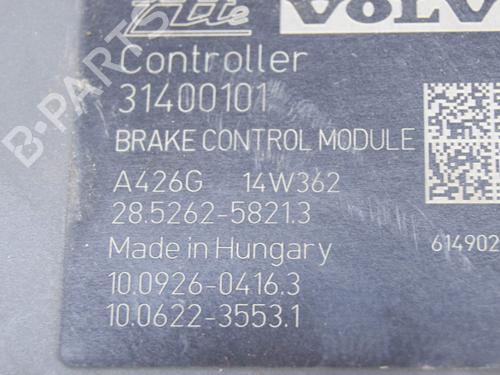 Ate VOLV
Controller
31400101
BRAKE CONTROL MODULE
A426G 14W362
28.5262-5821.3
614902
Made in Hungary
10.0926-0416.3
10.0622-3553.1
B-PARTS